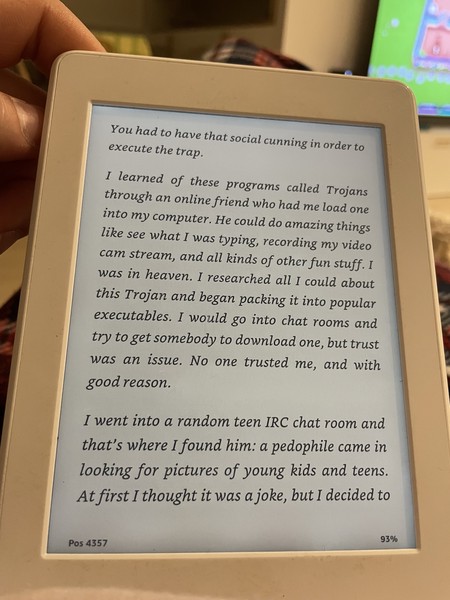 You had to have that social cunning in order to
execute the trap.
I learned of these programs called Trojans
through an online friend who had me load one
into my computer. He could do amazing things
like see what I was typing, recording my video
cam stream, and all kinds of other fun stuff. I
was in heaven. I researched all I could about
this Trojan and began packing it into popular
executables. I would go into chat rooms and
try to get somebody to download one, but trust
was an issue. No one trusted me, and with
good reason.
I went into a random teen IRC chat room and
that's where I found him: a pedophile came in
looking for pictures of young kids and teens.
At first I thought it was a joke, but I decided to
Pos 4357 93%